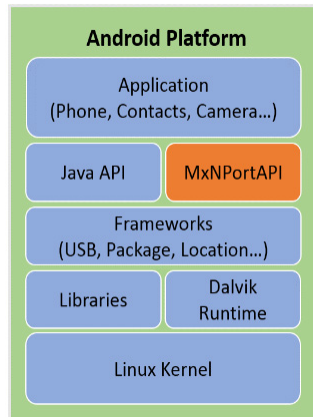 Android Platform
Application
(Phone, Contacts, Camera...)
Java API
MxNPortAPI
Frameworks
(USB, Package, Location...)
Libraries
Dalvik
Runtime
Linux Kernel